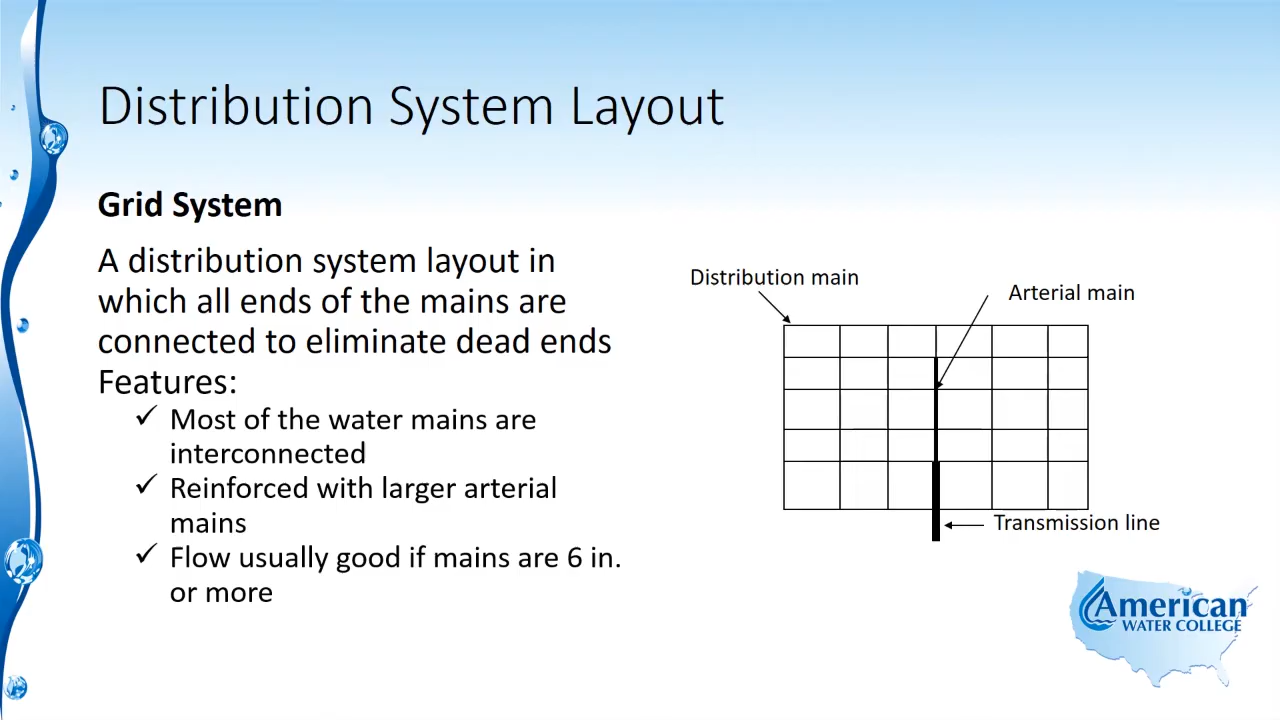 Distribution System Layout
Grid System
A distribution system layout in
which all ends of the mains are
connected to eliminate dead ends
Features:
✓ Most of the water mains are
interconnected
✓ Reinforced with larger arterial
mains
✓ Flow usually good if mains are 6 in.
or more
Distribution main
Arterial main
Transmission line
American
WATER COLLEGE